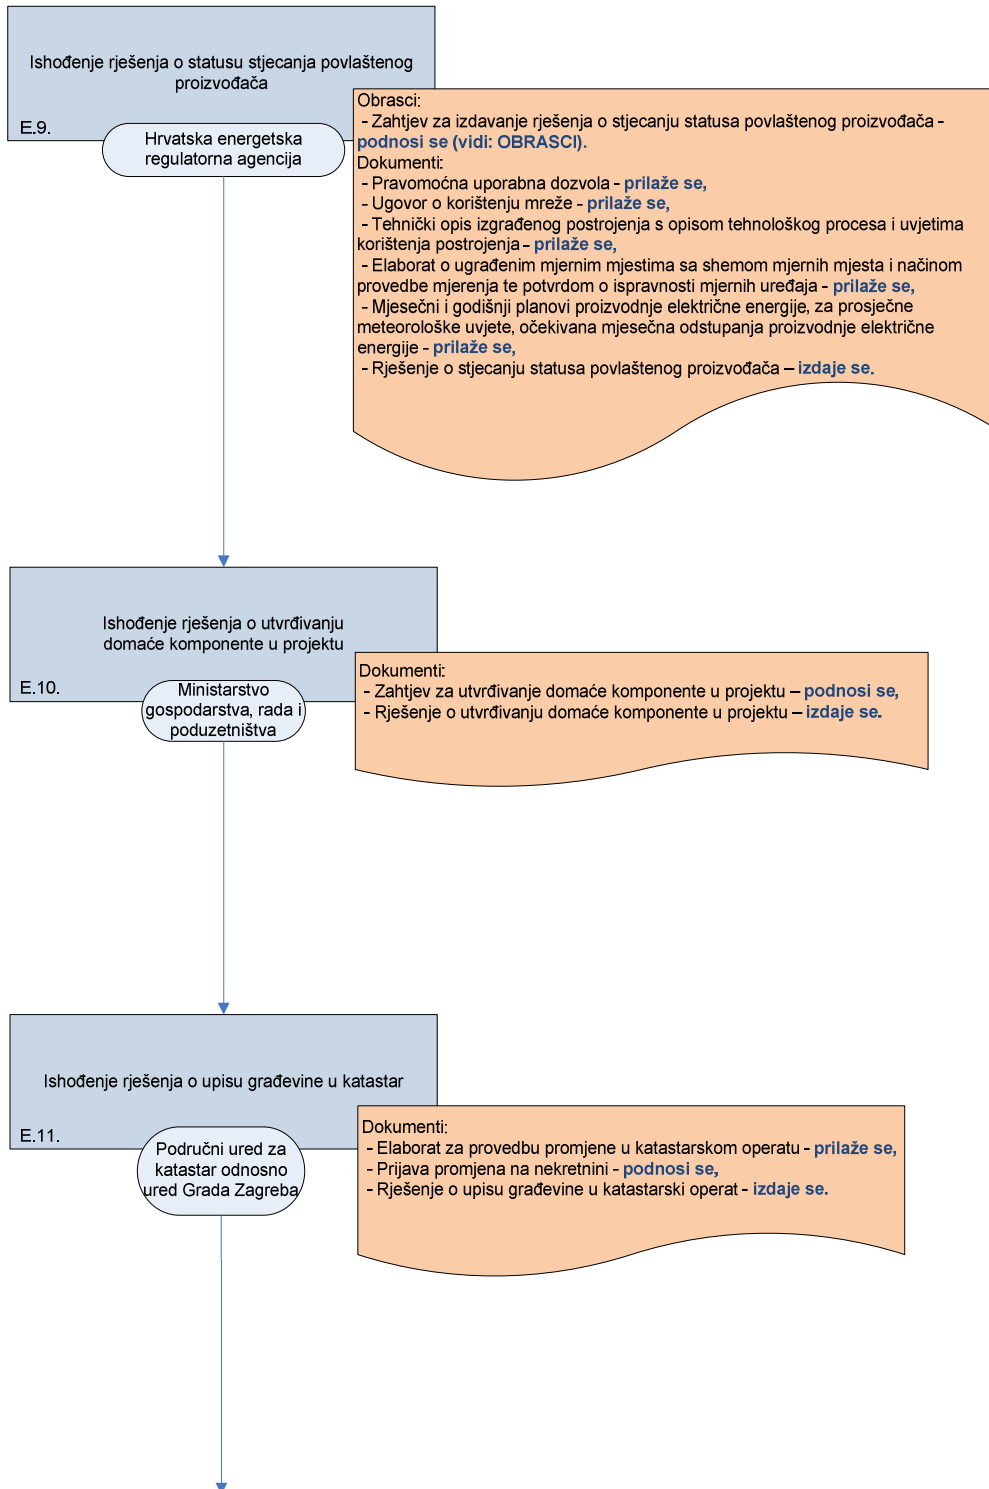 Ishođenje rješenja o statusu stjecanja povlaštenog
proizvođača
E.9.
Hrvatska energetska
regulatorna agencija
Obrasci:
- Zahtjev za izdavanje rješenja o stjecanju statusa povlaštenog proizvođača -
podnosi se (vidi: OBRASCI).
Dokumenti:
- Pravomoćna uporabna dozvola - prilaže se,
- Ugovor o korištenju mreže - prilaže se,
- Tehnički opis izgrađenog postrojenja s opisom tehnološkog procesa i uvjetima
korištenja postrojenja - prilaže se,
- Elaborat o ugrađenim mjernim mjestima sa shemom mjernih mjesta i načinom
provedbe mjerenja te potvrdom o ispravnosti mjernih uređaja - prilaže se,
- Mjesečni i godišnji planovi proizvodnje električne energije, za prosječne
meteorološke uvjete, očekivana mjesečna odstupanja proizvodnje električne
energije - prilaže se,
- Rješenje o stjecanju statusa povlaštenog proizvođača – izdaje se.
Ishođenje rješenja o utvrđivanju
domaće komponente u projektu
E.10.
Ministarstvo
gospodarstva, rada i
poduzetništva
Dokumenti:
- Zahtjev za utvrđivanje domaće komponente u projektu – podnosi se,
- Rješenje o utvrđivanju domaće komponente u projektu – izdaje se.
Ishođenje rješenja o upisu građevine u katastar
E.11.
Područni ured za
katastar odnosno
ured Grada Zagreba
Dokumenti:
- Elaborat za provedbu promjene u katastarskom operatu - prilaže se,
- Prijava promjena na nekretnini - podnosi se,
- Rješenje o upisu građevine u katastarski operat - izdaje se.